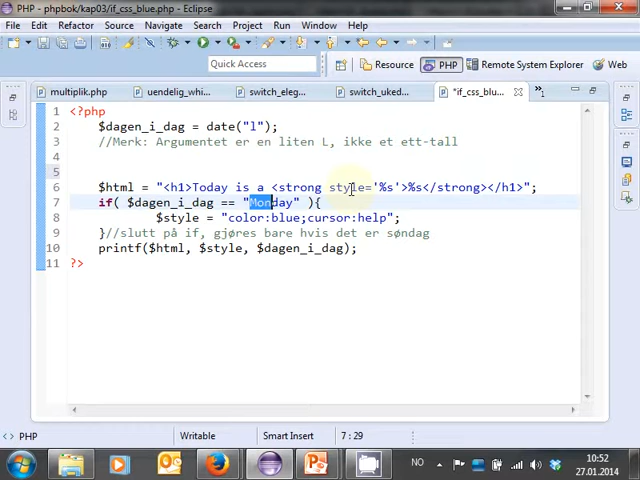 PHP - phpbok/kap03/if_css_blue.php - Eclipse
File Edit Refactor Source Navigate Search Project Run Window Help
Quick Access Resource PHP Remote System Explorer Web
multiplik.php uendelig_whi... switch_eleg... switch_uked... *if_css_blu... »1
1 <?php
2 $dagen_i_dag = date("l");
3 //Merk: Argumentet er en liten L, ikke et ett-tall
4
5
6 $html = "<h1>Today is a <strong style='%s'>%s</strong></h1>";
7 if( $dagen_i_dag == "Monday" ){
8 $style = "color:blue;cursor:help";
9 }//slutt på if, gjøres bare hvis det er søndag
10 printf($html, $style, $dagen_i_dag);
11 ?>
PHP Writable Smart Insert 7 : 29
NO 10:52
27.01.2014